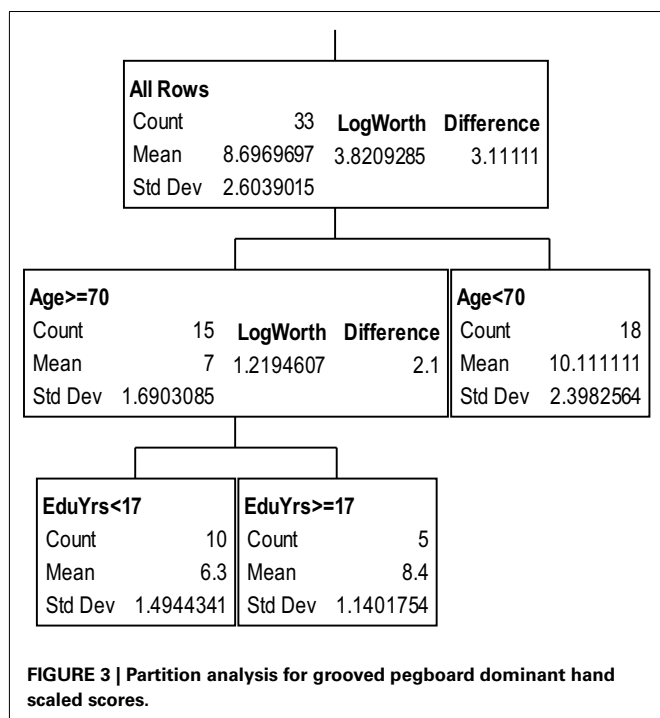 All Rows
Count 33 LogWorth Difference
Mean 8.6969697 3.8209285 3.11111
Std Dev 2.6039015
Age>=70
Count 15 LogWorth Difference
Mean 7 1.2194607 2.1
Std Dev 1.6903085
Age<70
Count 18
Mean 10.111111
Std Dev 2.3982564
EduYrs<17
Count 10
Mean 6.3
Std Dev 1.4944341
EduYrs>=17
Count 5
Mean 8.4
Std Dev 1.1401754
FIGURE 3 | Partition analysis for grooved pegboard dominant hand
scaled scores.